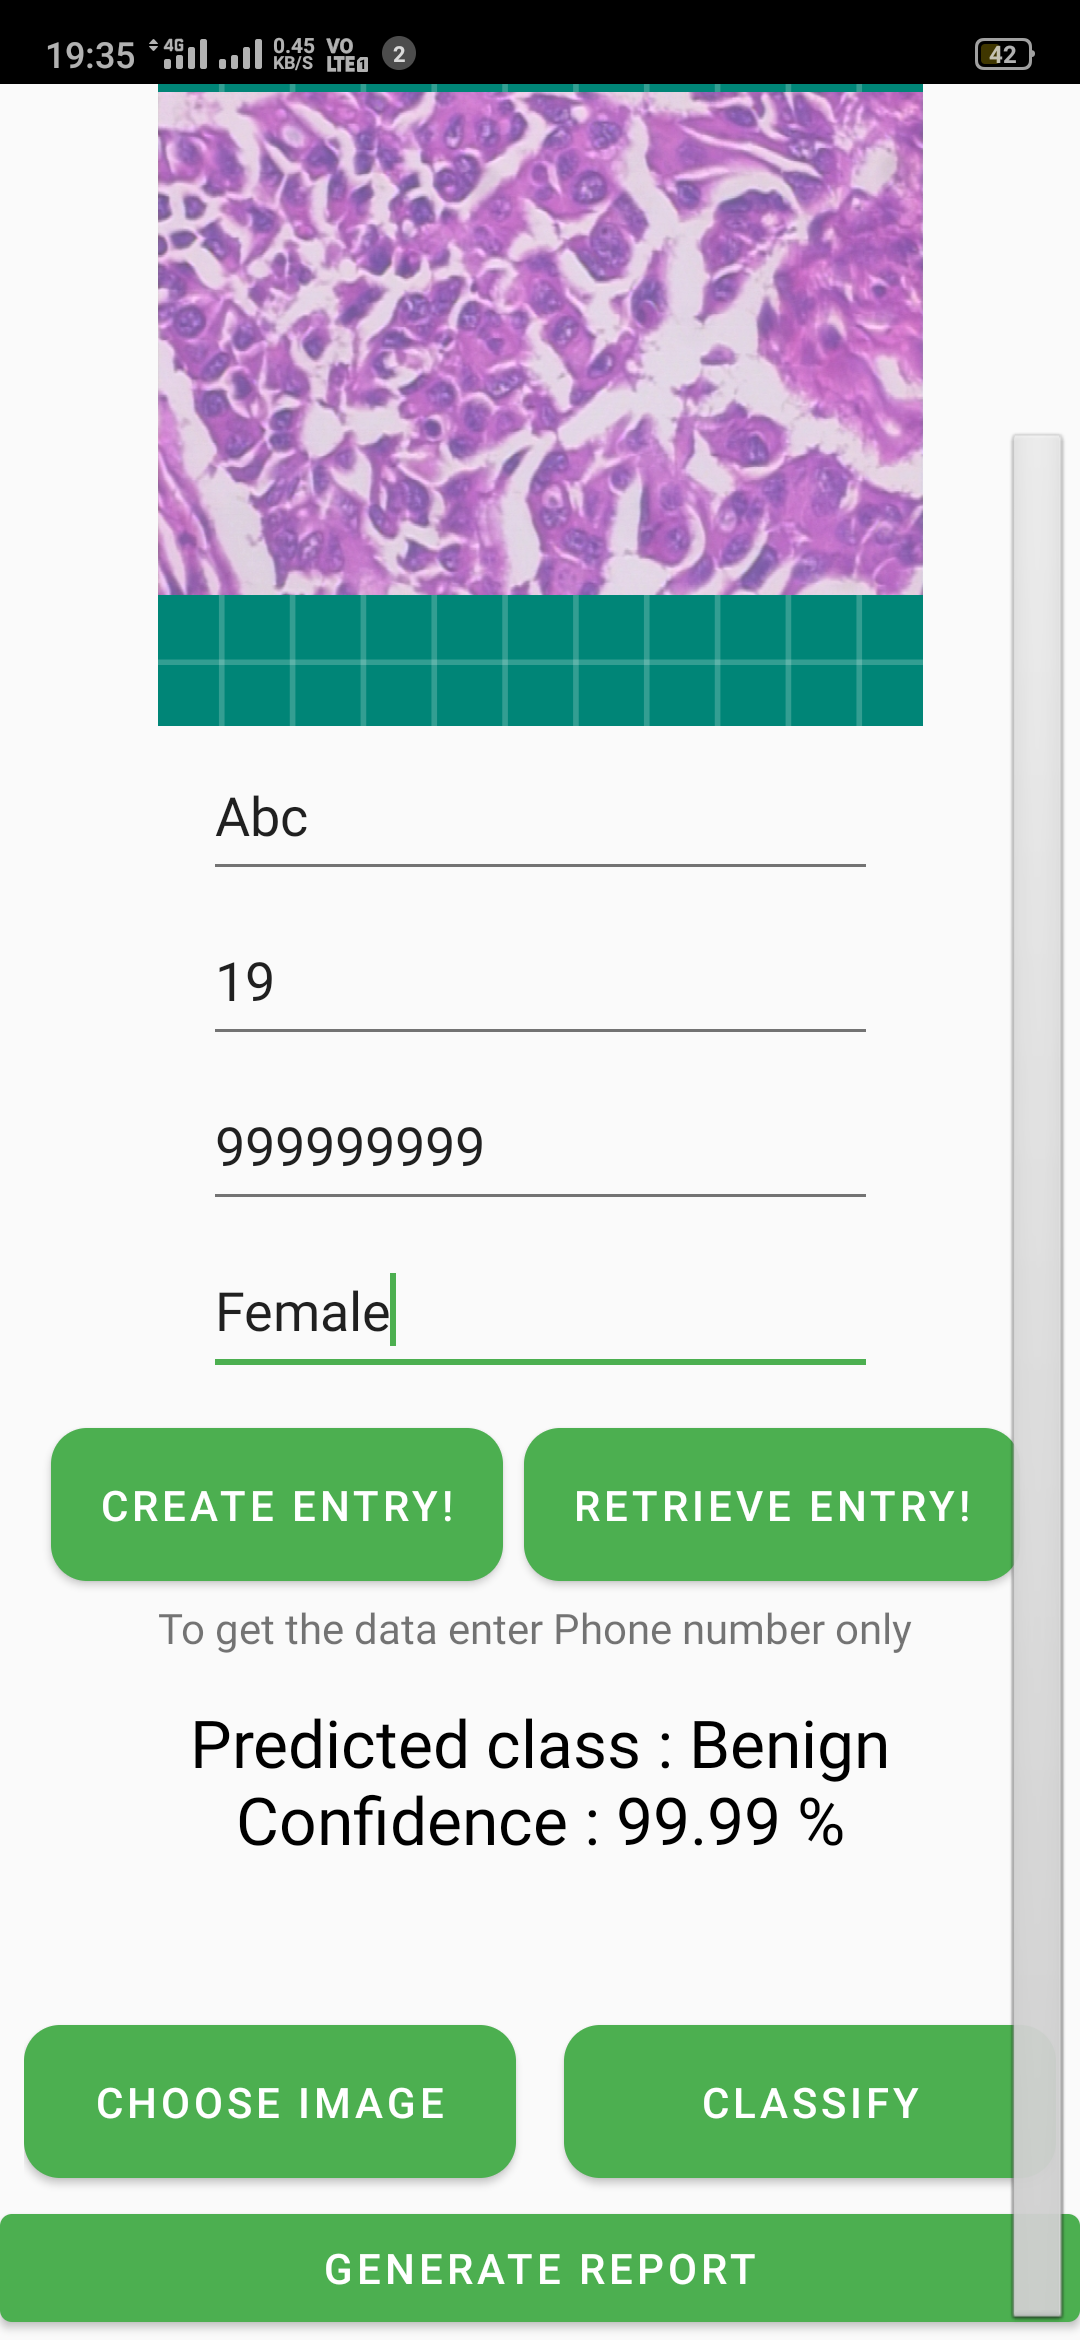 19:35 4G 0.45 KB/S VO LTE1 2 42
Abc
19
999999999
Female
CREATE ENTRY! RETRIEVE ENTRY!
To get the data enter Phone number only
Predicted class : Benign
Confidence : 99.99 %
CHOOSE IMAGE CLASSIFY
GENERATE REPORT